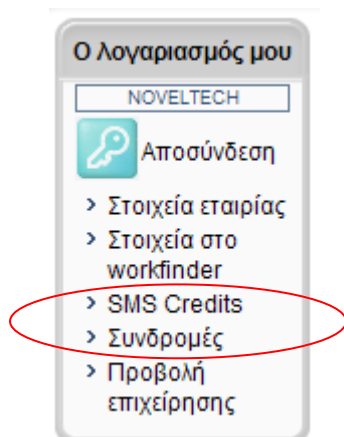 Ο λογαριασμός μου
NOVELTECH
Αποσύνδεση
Στοιχεία εταιρίας
Στοιχεία στο
workfinder
SMS Credits
Συνδρομές
Προβολή
επιχείρησης